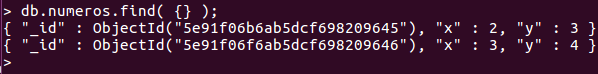 > db.numeros.find( {} );
{ "_id" : ObjectId("5e91f06b6ab5dcf698209645"), "x" : 2, "y" : 3 }
{ "_id" : ObjectId("5e91f06f6ab5dcf698209646"), "x" : 3, "y" : 4 }
>